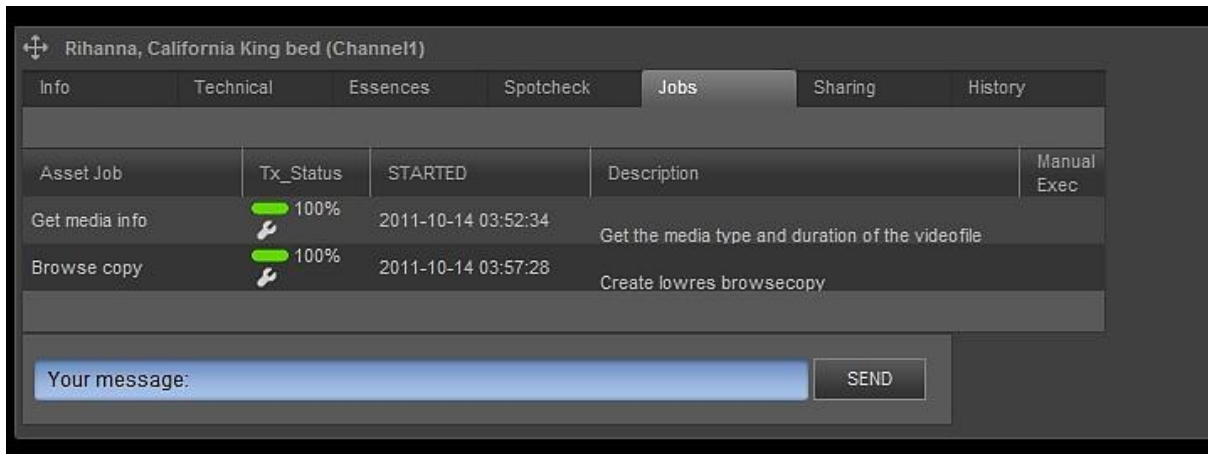 Rihanna, California King bed (Channel1)
Info Technical Essences Spotcheck Jobs Sharing History
Asset Job Tx_Status STARTED Description Manual Exec
Get media info 100% 2011-10-14 03:52:34 Get the media type and duration of the videofile
Browse copy 100% 2011-10-14 03:57:28 Create lowres browsecopy
Your message: SEND